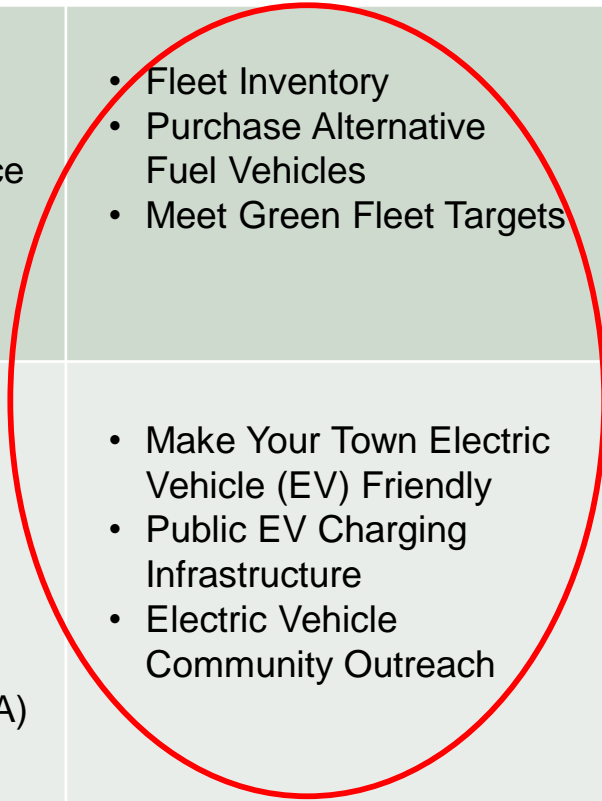 • Fleet Inventory
• Purchase Alternative
Fuel Vehicles
ce
• Meet Green Fleet Targets
• Make Your Town Electric
Vehicle (EV) Friendly
• Public EV Charging
Infrastructure
• Electric Vehicle
Community Outreach
A)